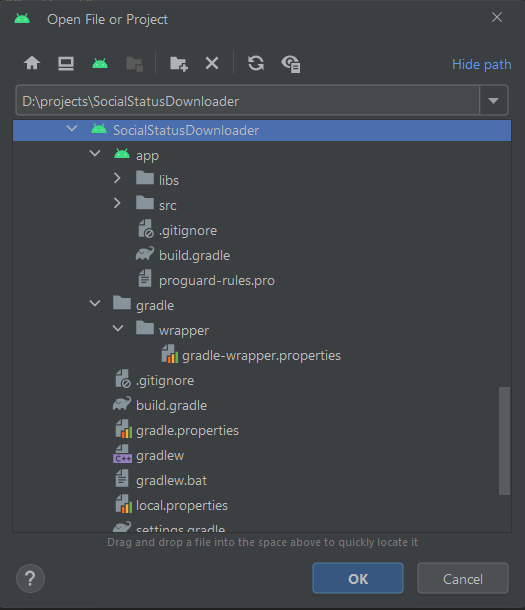 Open File or Project
Hide path
D:\projects\SocialStatusDownloader
SocialStatusDownloader
app
libs
src
.gitignore
build.gradle
proguard-rules.pro
gradle
wrapper
gradle-wrapper.properties
.gitignore
build.gradle
gradle.properties
C++ gradlew
gradlew.bat
local.properties
settings.gradle
Drag and drop a file into the space above to quickly locate it
? OK Cancel